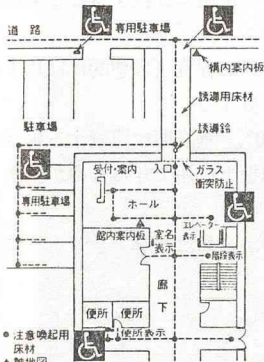 道路
専用駐車場
構内案内板
誘導用床材
駐車場
誘導鈴
受付・案内
入口
ガラス
衝突防止
ホール
専用駐車場
館内案内板
室名
表示
エレベーター
表示
階段表示
廊下
便所
便所
便所表示
注意喚起用
床材